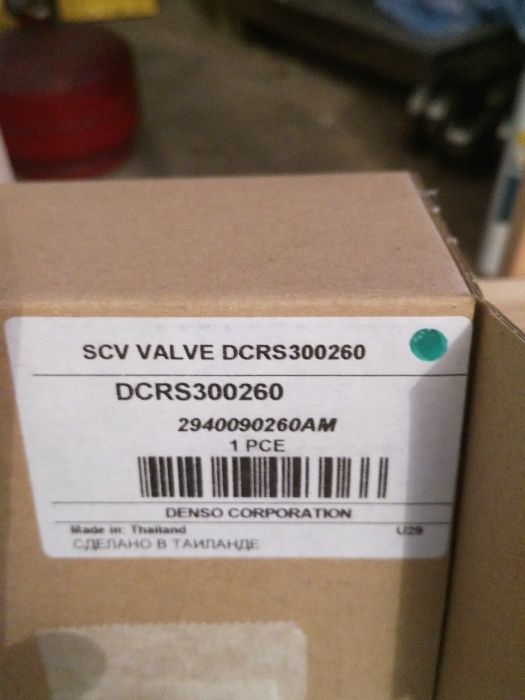 SCV VALVE DCRS300260
DCRS300260
2940090260AM
1 PCE
DENSO CORPORATION
Made in: Thailand U29
СДЕЛАНО В ТАИЛАНДЕ